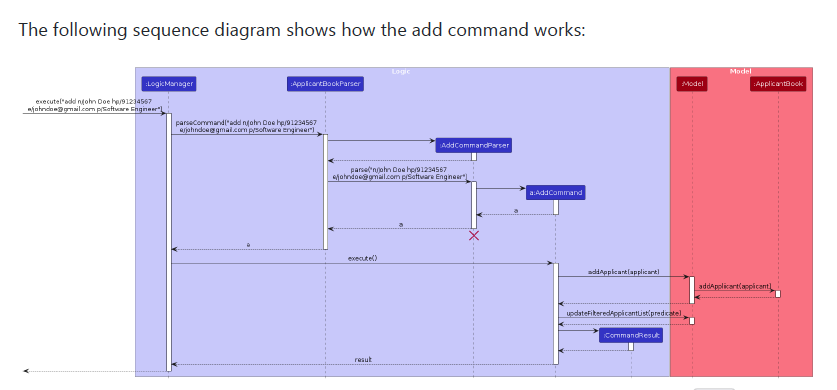 The following sequence diagram shows how the add command works:
Logic
Model
:LogicManager
:ApplicantBookParser
:Model
:ApplicantBook
execute("add n/John Doe hp/91234567
e/johndoe@gmail.com p/Software Engineer")
parseCommand("add n/John Doe hp/91234567
e/johndoe@gmail.com p/Software Engineer")
:AddCommandParser
parse("n/John Doe hp/91234567
e/johndoe@gmail.com p/Software Engineer")
a:AddCommand
a
a
a
execute()
addApplicant(applicant)
addApplicant(applicant)
updateFilteredApplicantList(predicate)
:CommandResult
result